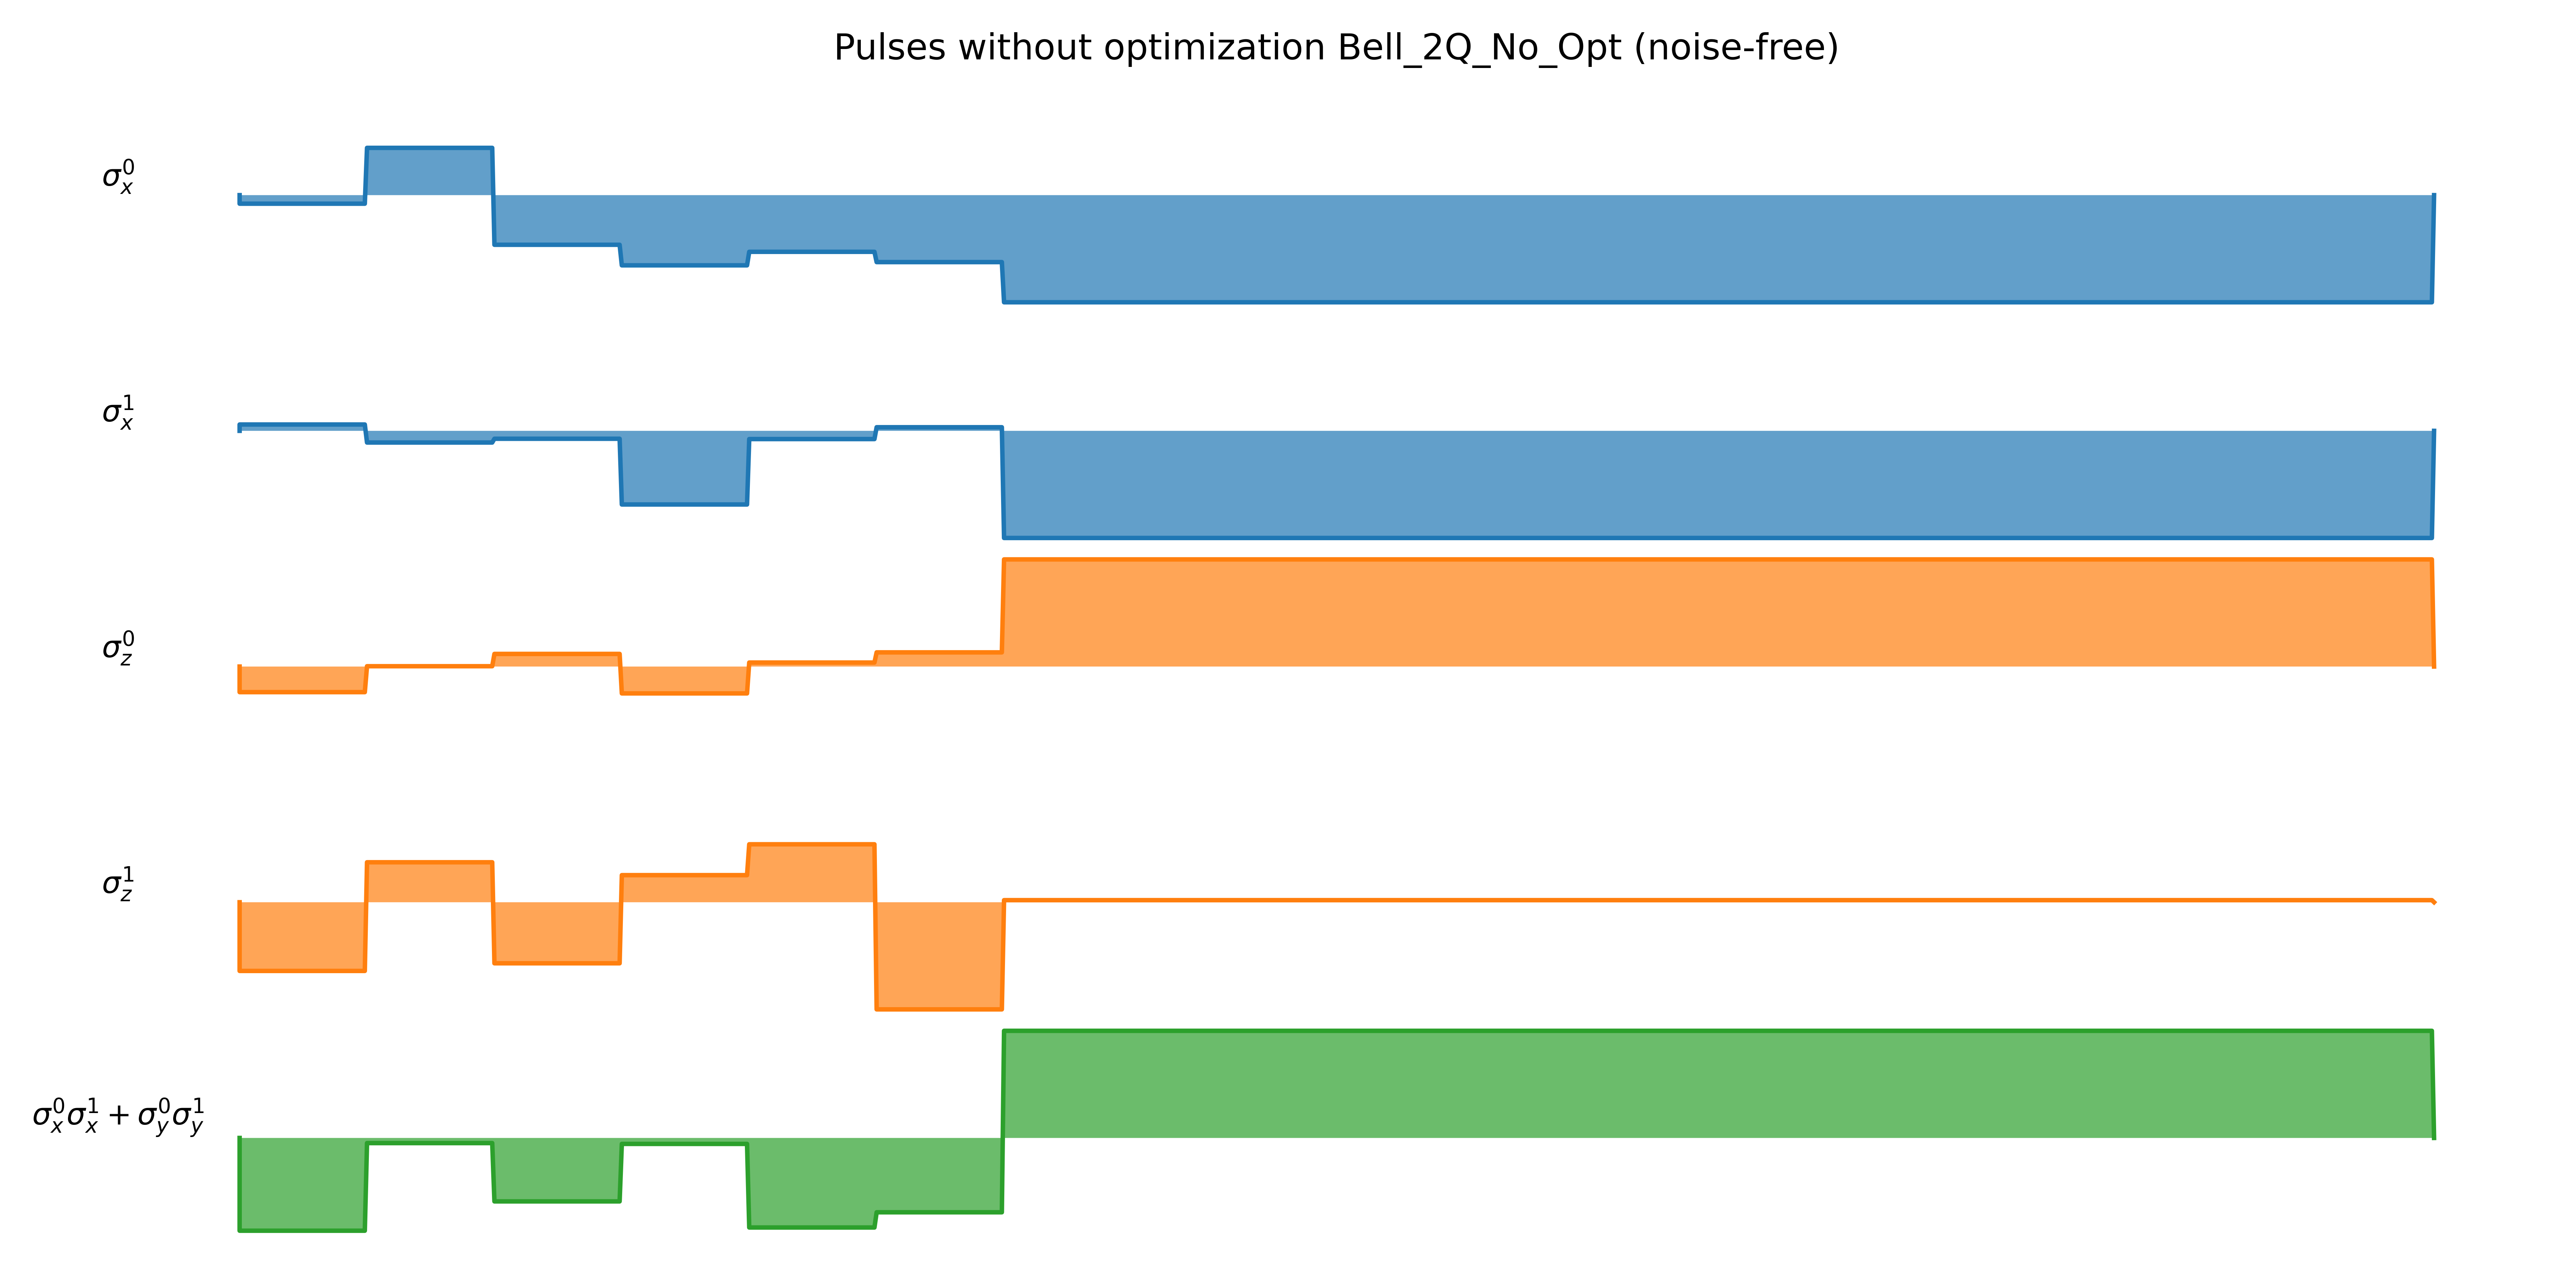 Pulses without optimization Bell_2Q_No_Opt (noise-free)
σ_x^0
σ_x^1
σ_z^0
σ_z^1
σ_x^0σ_x^1 + σ_y^0σ_y^1